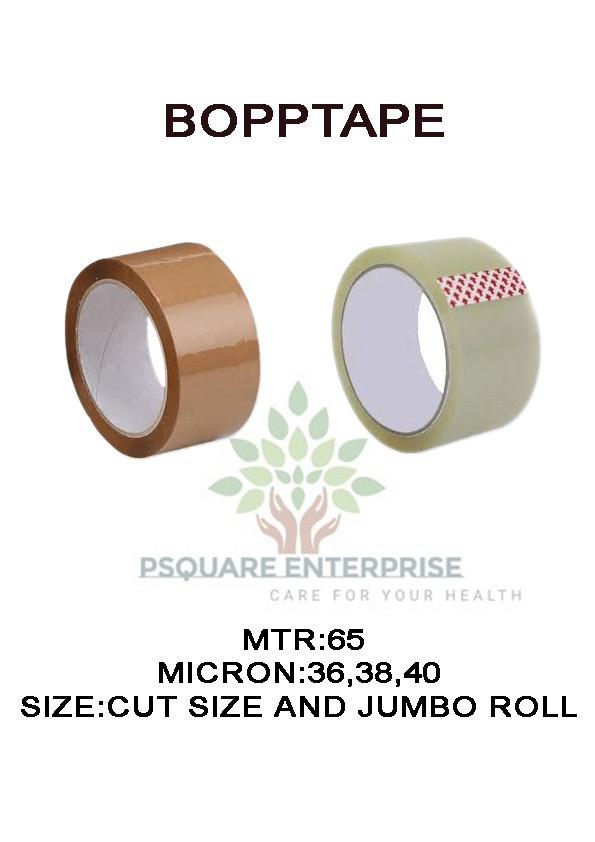 BOPPTAPE
PSQUARE ENTERPRISE
CARE FOR YOUR HEALTH
MTR:65
MICRON:36,38,40
SIZE:CUT SIZE AND JUMBO ROLL